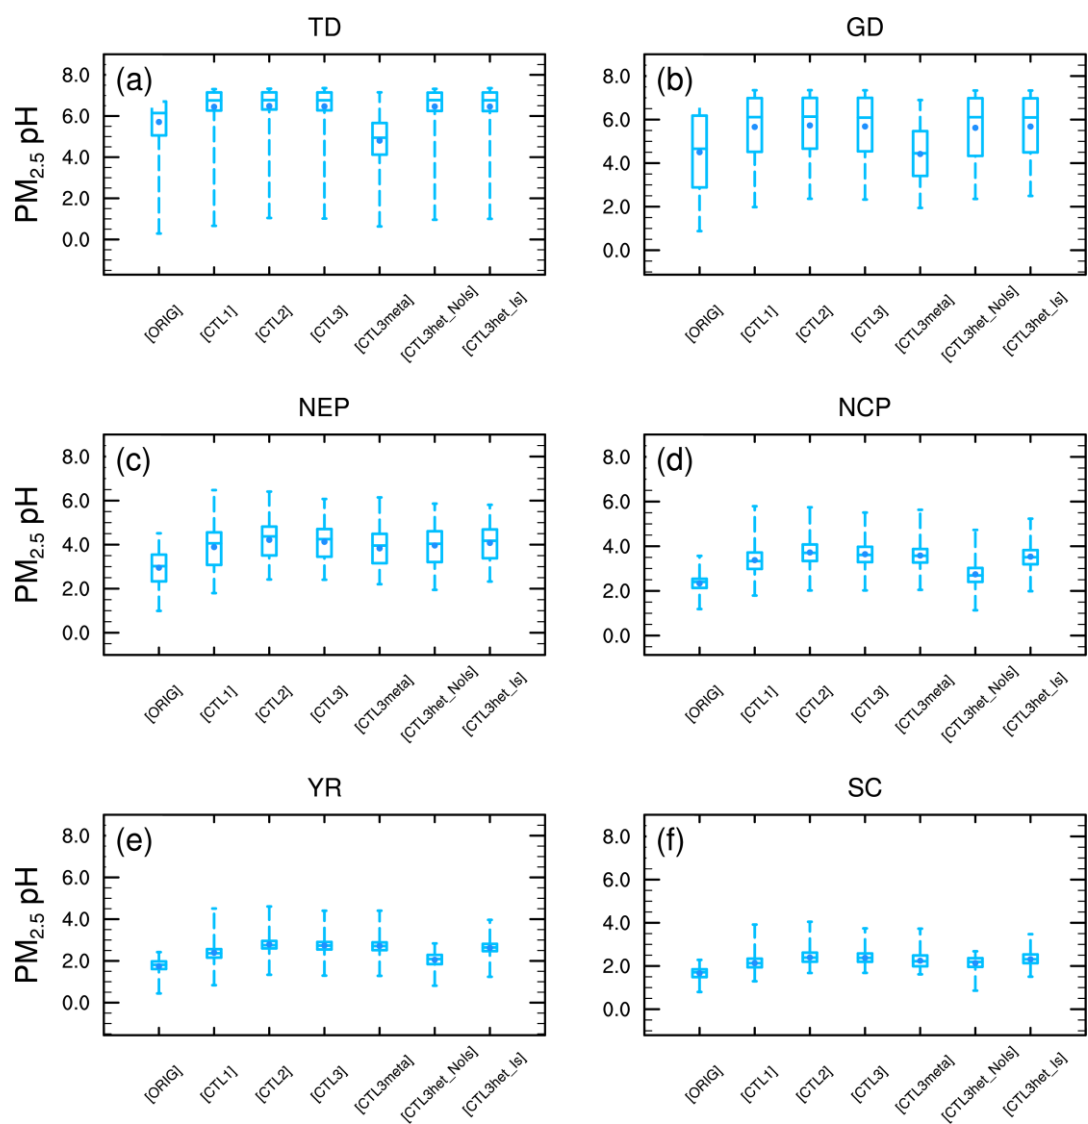 TD
GD
(a)
8.0
6.0
4.0
2.0
0.0
PM2.5 pH
[ORIG]
[CTL1]
[CTL2]
[CTL3]
[CTL3meta]
[CTL3het_NoIs]
[CTL3het_Is]
(b)
8.0
6.0
4.0
2.0
0.0
[ORIG]
[CTL1]
[CTL2]
[CTL3]
[CTL3meta]
[CTL3het_NoIs]
[CTL3het_Is]
NEP
NCP
(c)
8.0
6.0
4.0
2.0
0.0
PM2.5 pH
[ORIG]
[CTL1]
[CTL2]
[CTL3]
[CTL3meta]
[CTL3het_NoIs]
[CTL3het_Is]
(d)
8.0
6.0
4.0
2.0
0.0
[ORIG]
[CTL1]
[CTL2]
[CTL3]
[CTL3meta]
[CTL3het_NoIs]
[CTL3het_Is]
YR
SC
(e)
8.0
6.0
4.0
2.0
0.0
PM2.5 pH
[ORIG]
[CTL1]
[CTL2]
[CTL3]
[CTL3meta]
[CTL3het_NoIs]
[CTL3het_Is]
(f)
8.0
6.0
4.0
2.0
0.0
[ORIG]
[CTL1]
[CTL2]
[CTL3]
[CTL3meta]
[CTL3het_NoIs]
[CTL3het_Is]